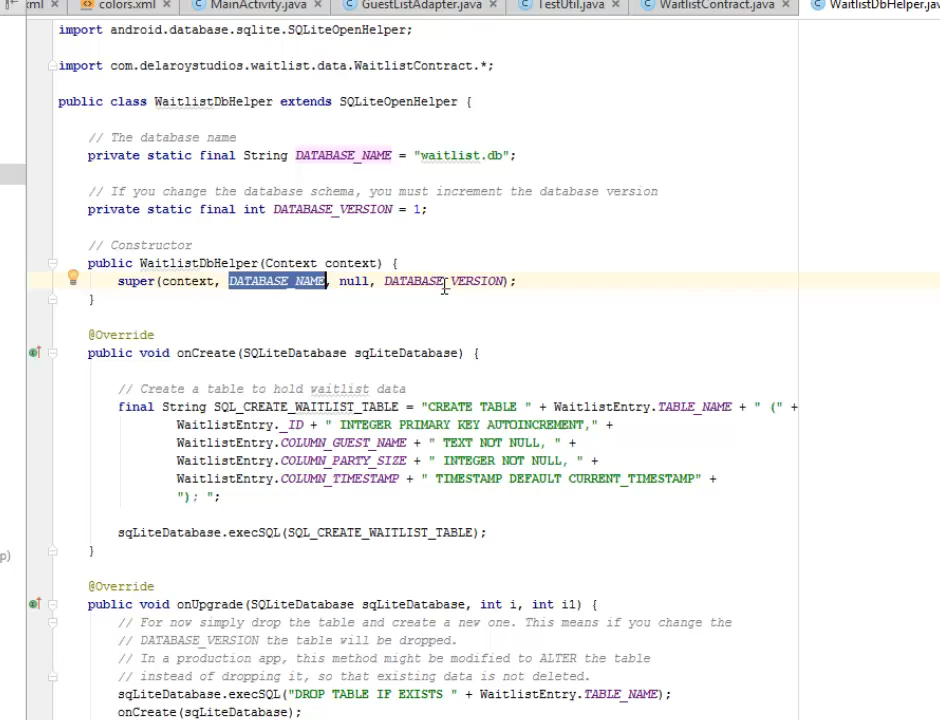 ml colors.xml MainActivity.java GuestListAdapter.java TestUtil.java WaitlistContract.java WaitlistDbHelper.jav
import android.database.sqlite.SQLiteOpenHelper;
import com.delaroystudios.waitlist.data.WaitlistContract.*;
public class WaitlistDbHelper extends SQLiteOpenHelper {
// The database name
private static final String DATABASE_NAME = "waitlist.db";
// If you change the database schema, you must increment the database version
private static final int DATABASE_VERSION = 1;
// Constructor
public WaitlistDbHelper(Context context) {
super(context, DATABASE_NAME, null, DATABASE_VERSION);
}
@Override
public void onCreate(SQLiteDatabase sqLiteDatabase) {
// Create a table to hold waitlist data
final String SQL_CREATE_WAITLIST_TABLE = "CREATE TABLE " + WaitlistEntry.TABLE_NAME + " (" +
WaitlistEntry._ID + " INTEGER PRIMARY KEY AUTOINCREMENT," +
WaitlistEntry.COLUMN_GUEST_NAME + " TEXT NOT NULL, " +
WaitlistEntry.COLUMN_PARTY_SIZE + " INTEGER NOT NULL, " +
WaitlistEntry.COLUMN_TIMESTAMP + " TIMESTAMP DEFAULT CURRENT_TIMESTAMP" +
"); ";
sqLiteDatabase.execSQL(SQL_CREATE_WAITLIST_TABLE);
p) }
@Override
public void onUpgrade(SQLiteDatabase sqLiteDatabase, int i, int i1) {
// For now simply drop the table and create a new one. This means if you change the
// DATABASE_VERSION the table will be dropped.
// In a production app, this method might be modified to ALTER the table
// instead of dropping it, so that existing data is not deleted.
sqLiteDatabase.execSQL("DROP TABLE IF EXISTS " + WaitlistEntry.TABLE_NAME);
onCreate(sqLiteDatabase);